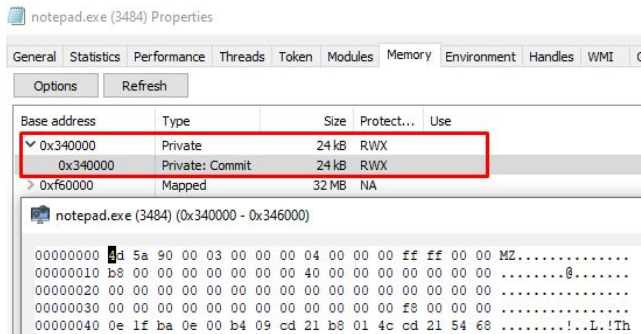 notepad.exe (3484) Properties
General Statistics Performance Threads Token Modules Memory Environment Handles WMI
Options Refresh
Base address Type Size Protect... Use
0x340000 Private 24 kB RWX
0x340000 Private: Commit 24 kB RWX
0xf60000 Mapped 32 MB NA
notepad.exe (3484) (0x340000 - 0x346000)
00000000 4d 5a 90 00 03 00 00 00 04 00 00 00 ff ff 00 00 MZ..............
00000010 b8 00 00 00 00 00 00 00 40 00 00 00 00 00 00 00 ........@.......
00000020 00 00 00 00 00 00 00 00 00 00 00 00 00 00 00 00 ................
00000030 00 00 00 00 00 00 00 00 00 00 00 00 f8 00 00 00 ................
00000040 0e 1f ba 0e 00 b4 09 cd 21 b8 01 4c cd 21 54 68 ........!..L.!Th